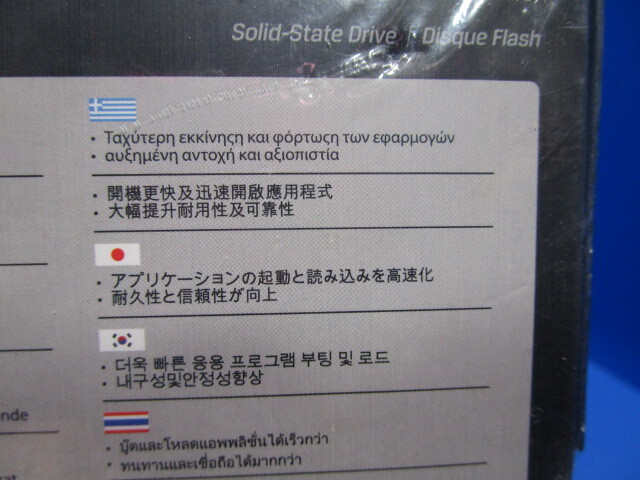 Solid-State Drive | Disque Flash
• Ταχύτερη εκκίνηςη και φόρτωςη των εφαρμογών
• αυξημένη αντοχή και αξιοπιστία
• 開機更快及迅速開啟應用程式
• 大幅提升耐用性及可靠性
• アプリケーションの起動と読み込みを高速化
• 耐久性と信頼性が向上
• 더욱 빠른 응용 프로그램 부팅 및 로드
• 내구성및안정성향상
nde
• บู๊ตและโหลดแอพพลิชั่นได้เร็วกว่า
• ทนทานและเชื่อถือได้มากกว่า